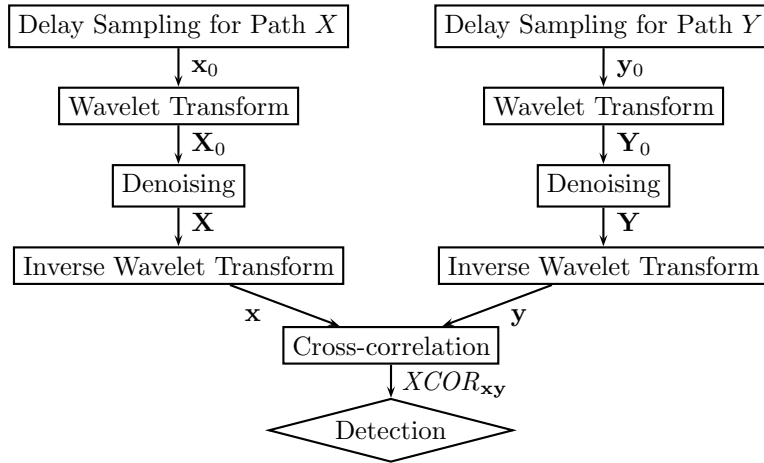 Delay Sampling for Path X
Delay Sampling for Path Y
x₀
y₀
Wavelet Transform
Wavelet Transform
X₀
Y₀
Denoising
Denoising
X
Y
Inverse Wavelet Transform
Inverse Wavelet Transform
x
y
Cross-correlation
XCORxy
Detection